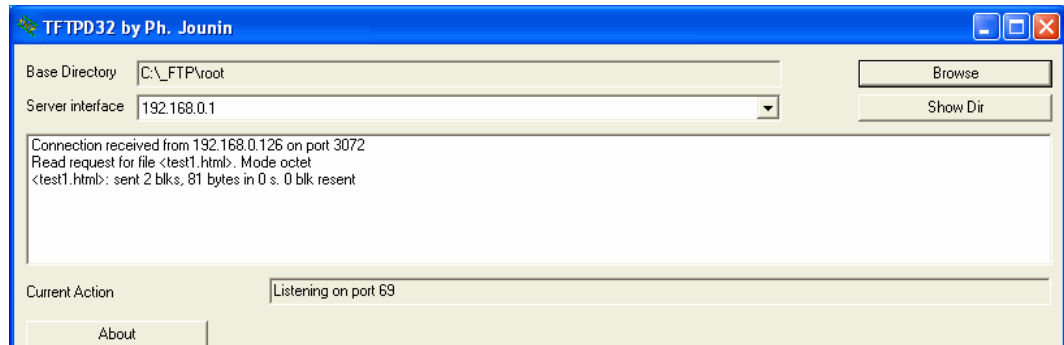 TFTPD32 by Ph. Jounin
Base Directory C:\_FTP\root Browse
Server interface 192.168.0.1 Show Dir
Connection received from 192.168.0.126 on port 3072
Read request for file <test1.html>. Mode octet
<test1.html>: sent 2 blks, 81 bytes in 0 s. 0 blk resent
Current Action Listening on port 69
About